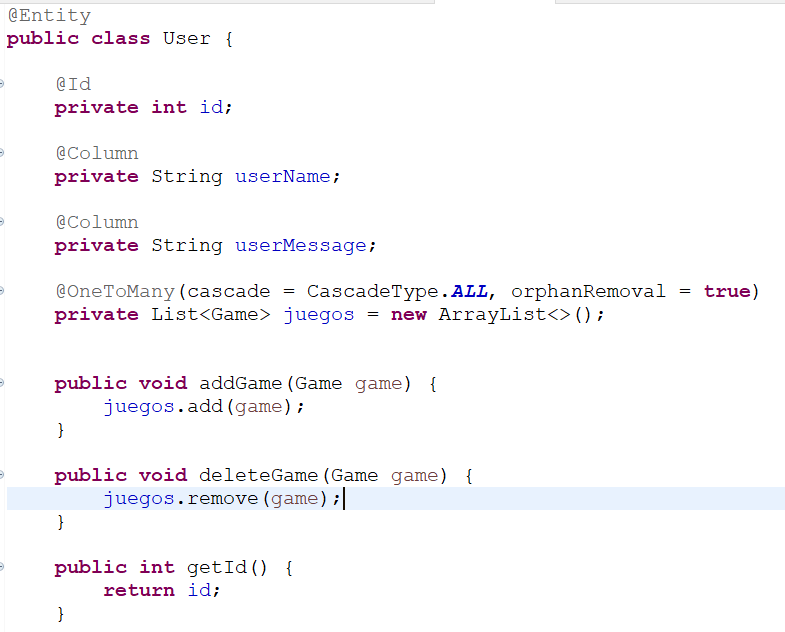 @Entity
public class User {
@Id
private int id;
@Column
private String userName;
@Column
private String userMessage;
@OneToMany(cascade = CascadeType.ALL, orphanRemoval = true)
private List<Game> juegos = new ArrayList<>();
public void addGame(Game game) {
juegos.add(game);
}
public void deleteGame(Game game) {
juegos.remove(game);
}
public int getId() {
return id;
}